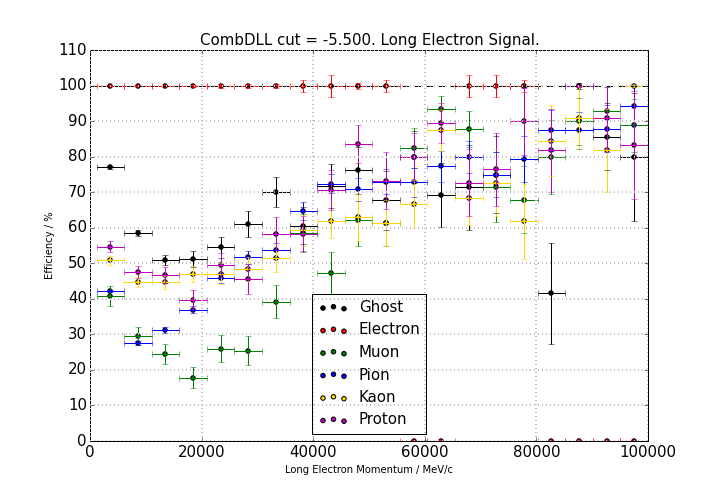 CombDLL cut = -5.500. Long Electron Signal.
110
100
90
80
70
60
50
40
30
20
10
0
Efficiency / %
Ghost
Electron
Muon
Pion
Kaon
Proton
0 20000 40000 60000 80000 100000
Long Electron Momentum / MeV/c